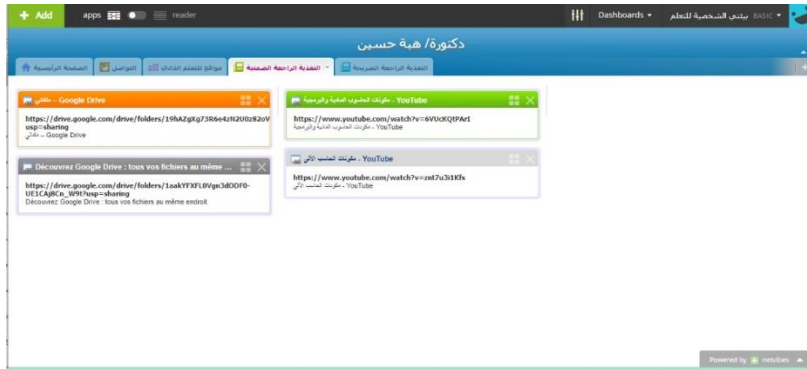 + Add
apps
reader
Dashboards
بيئتي الشخصية للتعلم
BASIC
دكتورة/ هبة حسين
الصفحة الرئيسية
التواصل
مواقع للتعلم الذاتي
التغذية الراجعة الضمنية
التغذية الراجعة الصريحة
ملفاتي – Google Drive
https://drive.google.com/drive/folders/19hAZgXg73R6e4zN2U0z82oV
usp=sharing
ملفاتي – Google Drive
Découvrez Google Drive : tous vos fichiers au même ...
https://drive.google.com/drive/folders/1aakYFXFL0Vgn3dODF0-
UE1CAj8Cn_W9t?usp=sharing
Découvrez Google Drive : tous vos fichiers au même endroit
مكونات الحاسوب المادية والبرمجية - YouTube
https://www.youtube.com/watch?v=6VUcKQtPArI
مكونات الحاسوب المادية والبرمجية - YouTube
مكونات الحاسب الآلي - YouTube
https://www.youtube.com/watch?v=znt7u3i1Kfs
مكونات الحاسب الآلي - YouTube
Powered by netvibes